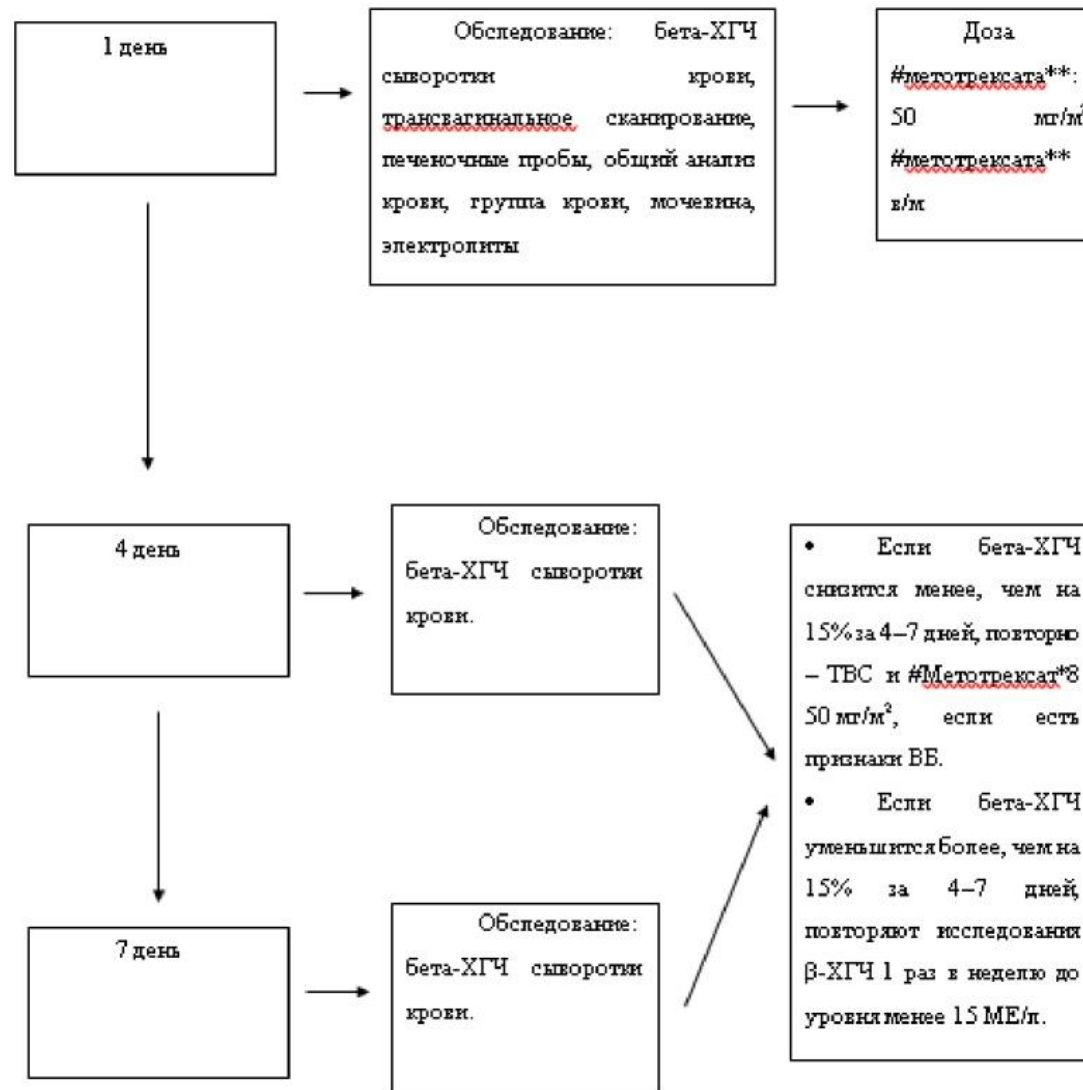 1 день
Обследование: бета-ХГЧ
сыворотки крови,
трансвагинальное сканирование,
печеночные пробы, общий анализ
крови, группа крови, мочевина,
электролиты
Доза
#метотрексата**:
50 мг/м²
#метотрексата**
в/м
4 день
Обследование:
бета-ХГЧ сыворотки
крови.
• Если бета-ХГЧ
снизится менее, чем на
15% за 4–7 дней, повторно
– ТВС и #Метотрексат*8
50 мг/м², если есть
признаки ВБ.
• Если бета-ХГЧ
уменьшится более, чем на
15% за 4–7 дней,
повторяют исследования
β-ХГЧ 1 раз в неделю до
уровня менее 15 МЕ/л.
7 день
Обследование:
бета-ХГЧ сыворотки
крови.